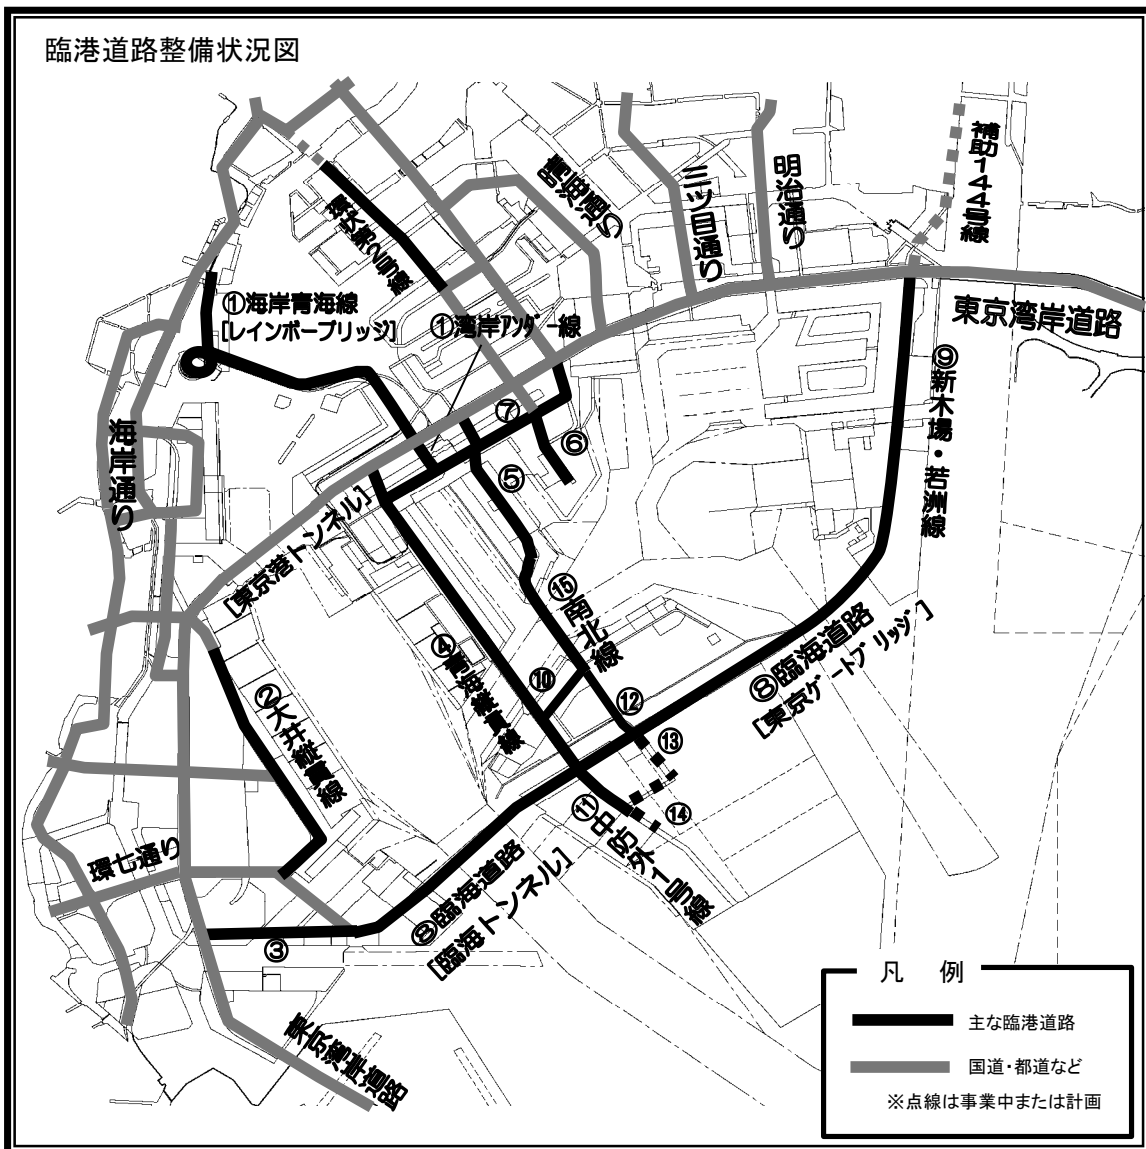 臨港道路整備状況図
補助144号線
明治通り
三ツ目通り
晴海通り
環状第2号線
①海岸青海線
[レインボーブリッジ]
①湾岸アンダー線
東京湾岸道路
⑨新木場・若洲線
海岸通り
⑦
⑥
⑤
[東京港トンネル]
⑮南北線
④青海縦貫線
⑩
⑫
⑧臨海道路
[東京ゲートブリッジ]
②大井縦貫線
⑬
⑭
⑪中防外1号線
環七通り
⑧臨海道路
[臨海トンネル]
③
東京湾岸道路
凡 例
主な臨港道路
国道・都道など
※点線は事業中または計画